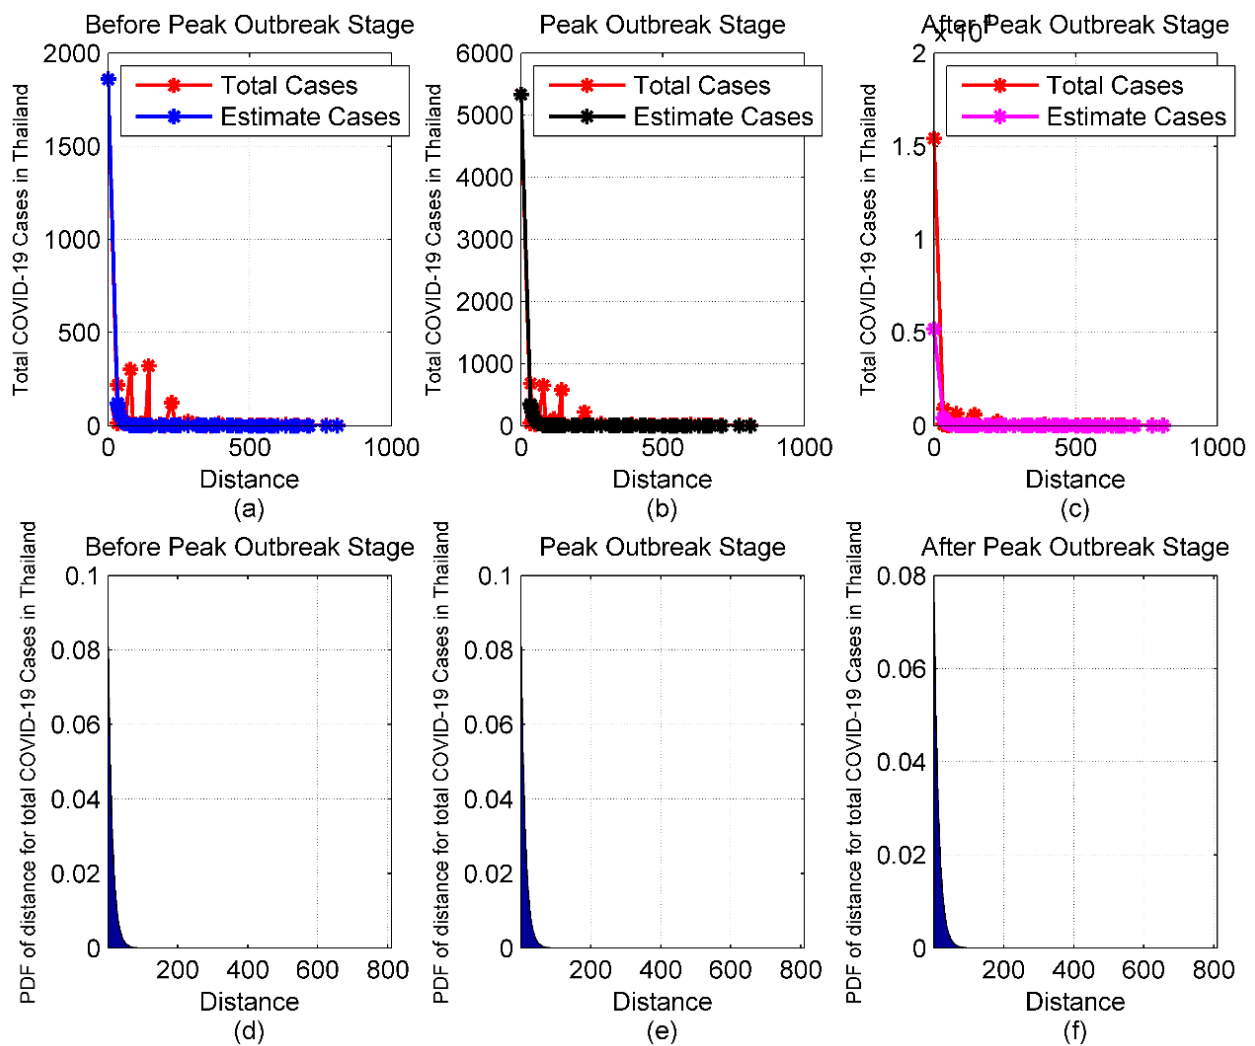 Before Peak Outbreak Stage
Total COVID-19 Cases in Thailand
2000
1500
1000
500
0
Total Cases
Estimate Cases
0 500 1000
Distance
(a)
Peak Outbreak Stage
Total COVID-19 Cases in Thailand
6000
5000
4000
3000
2000
1000
0
Total Cases
Estimate Cases
0 500 1000
Distance
(b)
After Peak Outbreak Stage
x 10⁴
Total COVID-19 Cases in Thailand
2
1.5
1
0.5
0
Total Cases
Estimate Cases
0 500 1000
Distance
(c)
Before Peak Outbreak Stage
PDF of distance for total COVID-19 Cases in Thailand
0.1
0.08
0.06
0.04
0.02
0
200 400 600 800
Distance
(d)
Peak Outbreak Stage
PDF of distance for total COVID-19 Cases in Thailand
0.1
0.08
0.06
0.04
0.02
0
200 400 600 800
Distance
(e)
After Peak Outbreak Stage
PDF of distance for total COVID-19 Cases in Thailand
0.08
0.06
0.04
0.02
0
200 400 600 800
Distance
(f)